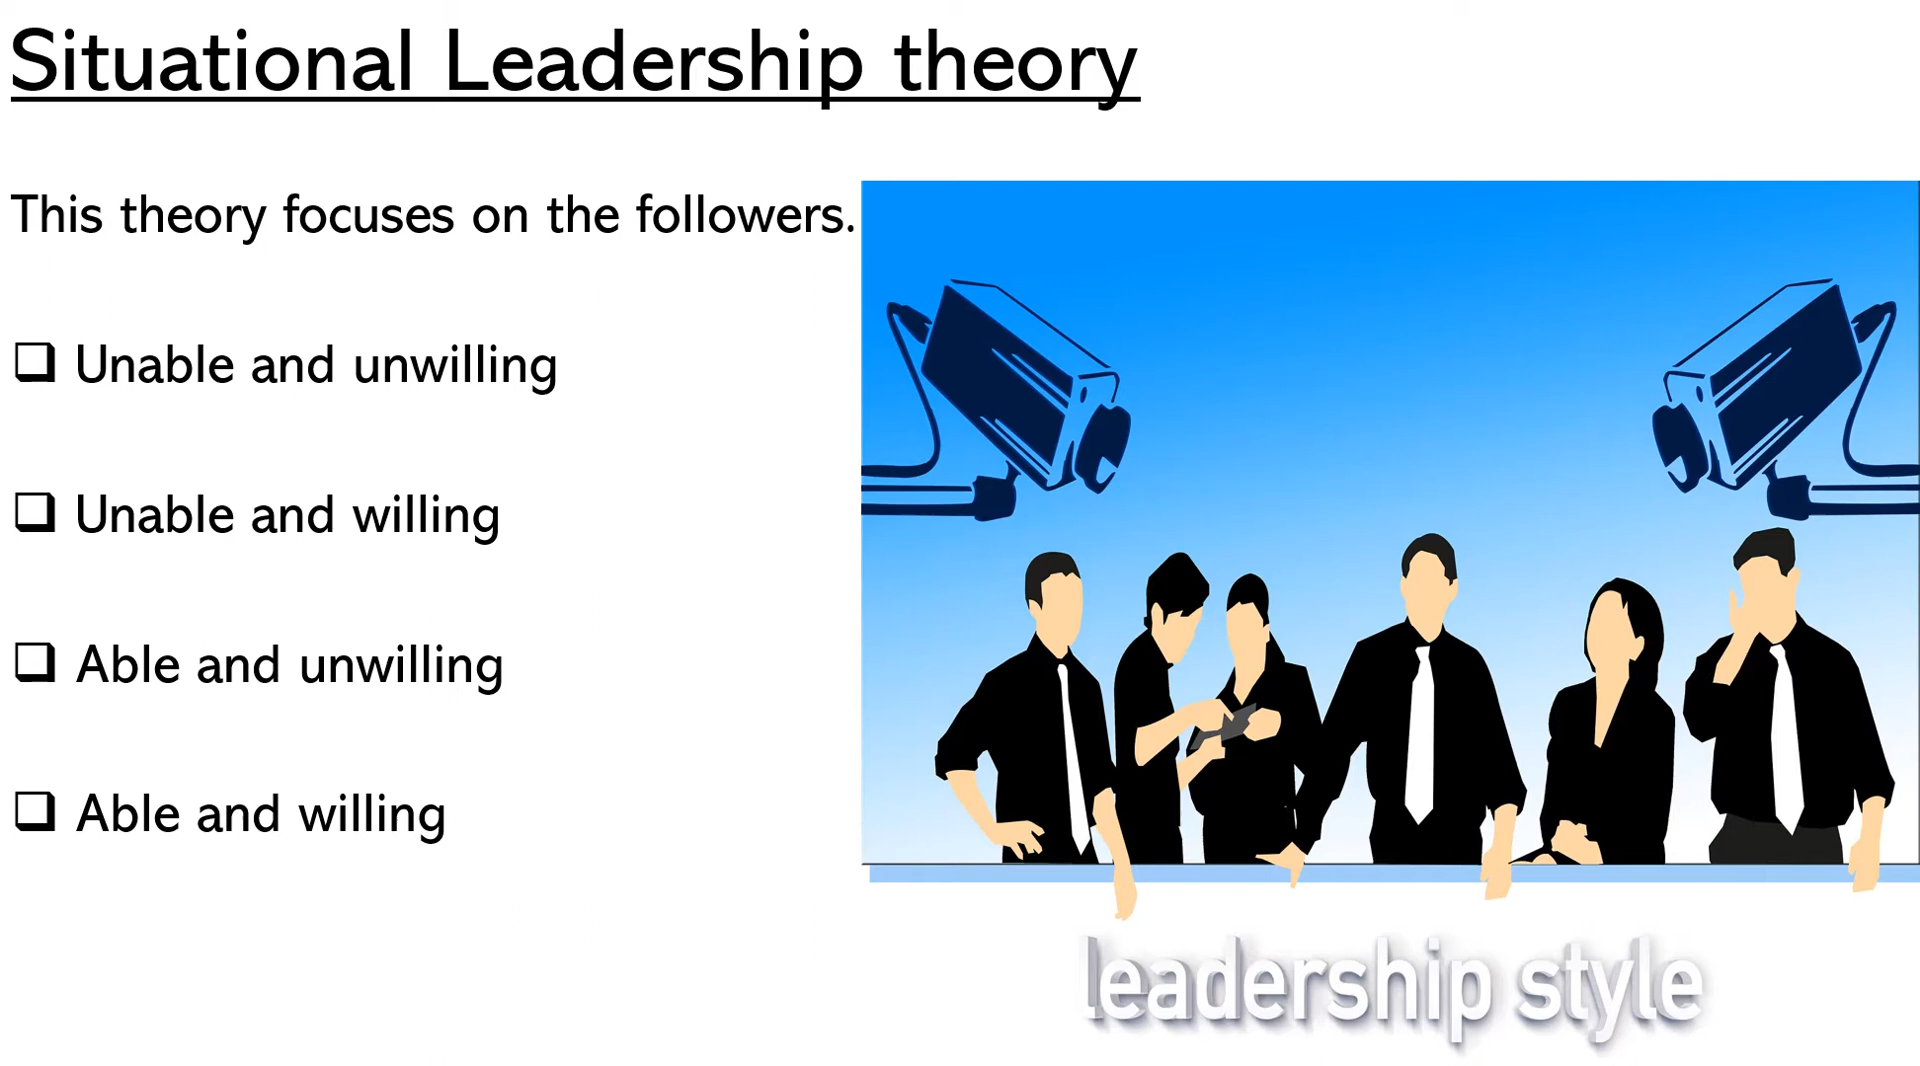 Situational Leadership theory
This theory focuses on the followers.
❑ Unable and unwilling
❑ Unable and willing
❑ Able and unwilling
❑ Able and willing
leadership style